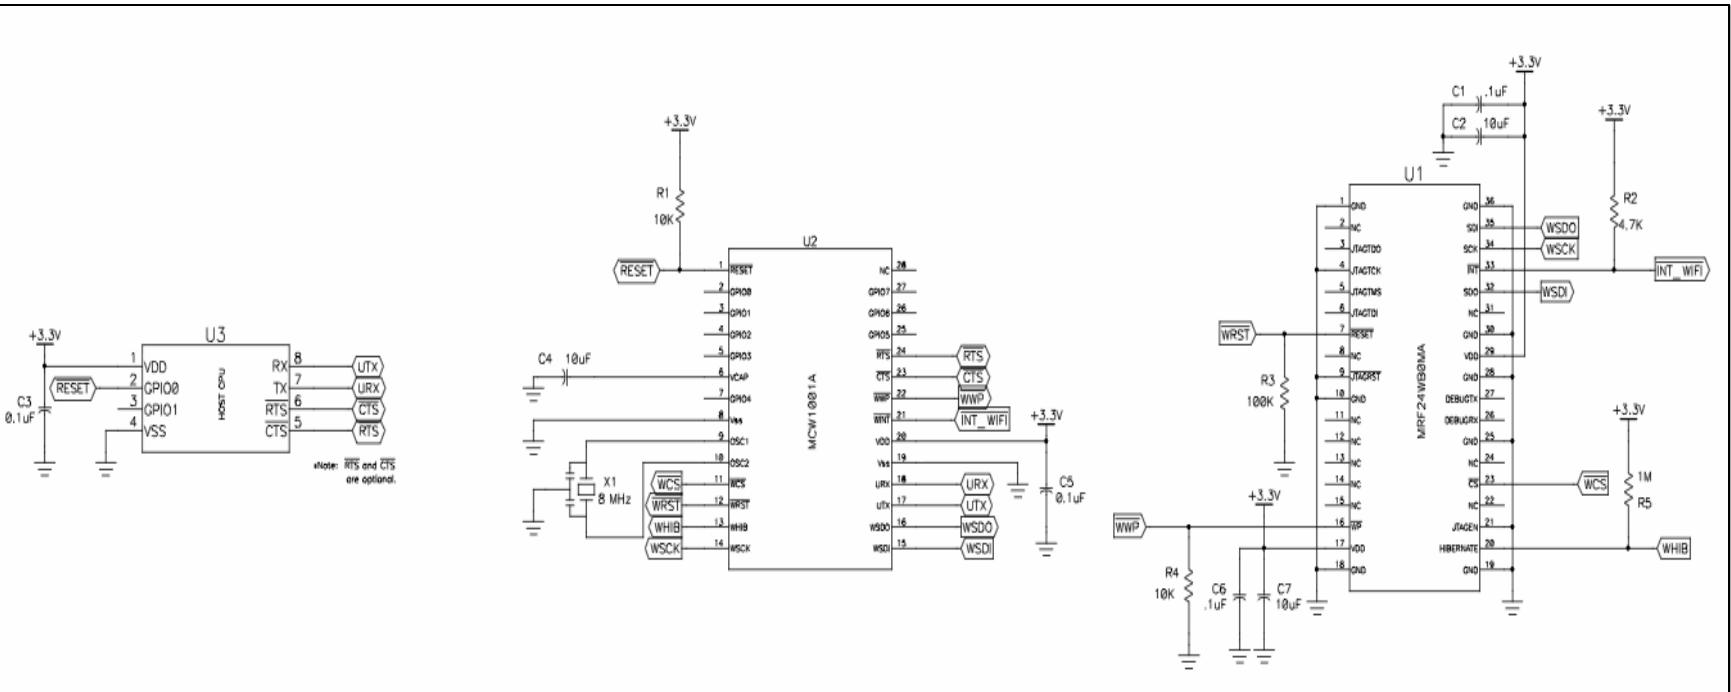 +3.3V
U3
1 VDD RX 8 UTX
RESET 2 GPIO0 TX 7 URX
3 GPIO1 RTS 6 CTS
4 VSS CTS 5 RTS
HOST CPU
C3
0.1uF
*Note: RTS and CTS
are optional.
+3.3V
R1
10K
U2
RESET 1 RESET NC 28
2 GPIO0 GPIO7 27
3 GPIO1 GPIO6 26
4 GPIO2 GPIO5 25
5 GPIO3 RTS 24 RTS
C4 10uF
6 VCAP CTS 23 CTS
7 GPIO4 WWP 22 WWP
8 Vss WINT 21 INT_WIFI
9 OSC1 VDD 20
10 OSC2 Vss 19
WCS 11 WCS URX 18 URX
WRST 12 WRST UTX 17 UTX
WHIB 13 WHIB WSDO 16 WSDO
WSCK 14 WSCK WSDI 15 WSDI
MCW1001A
X1
8 MHz
+3.3V
C5
0.1uF
+3.3V
C1 .1uF
C2 10uF
+3.3V
R2
4.7K
U1
1 GND GND 36
2 NC SDI 35 WSDO
3 JTAGTDO SCK 34 WSCK
4 JTAGTCK INT 33 INT_WIFI
5 JTAGTMS SDO 32 WSDI
6 JTAGTDI NC 31
WRST 7 RESET GND 30
8 NC VDD 29
9 JTAGRST GND 28
10 GND DEBUGTX 27
11 NC DEBUGRX 26
12 NC GND 25
13 NC NC 24
14 NC CS 23 WCS
15 NC NC 22
WWP 16 WP JTAGEN 21
17 VDD HIBERNATE 20 WHIB
18 GND GND 19
MRF24WB0MA
R3
100K
+3.3V
R4
10K
C6
.1uF
C7
10uF
+3.3V
1M
R5